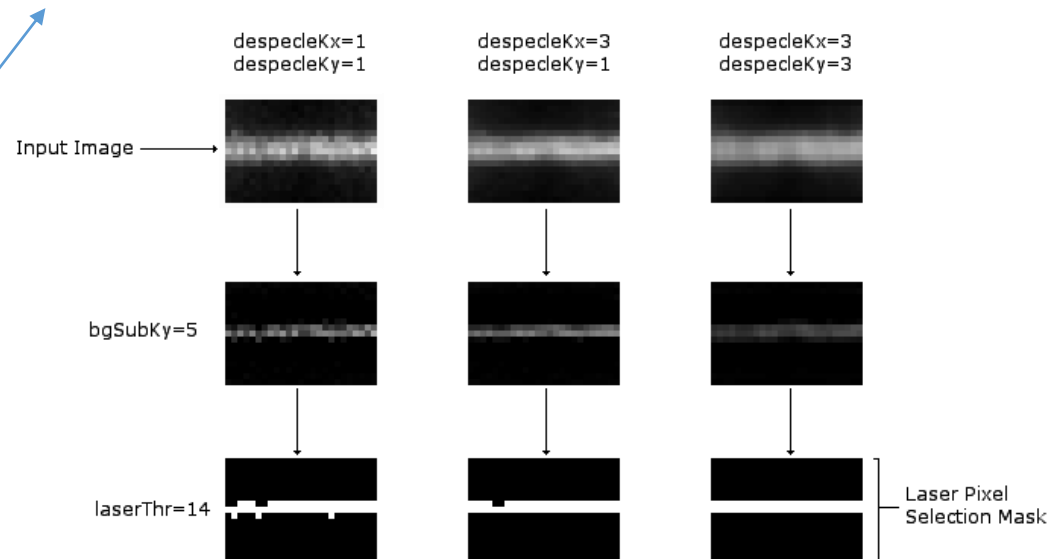 despecleKx=1
despecleKy=1
despecleKx=3
despecleKy=1
despecleKx=3
despecleKy=3
Input Image
bgSubKy=5
laserThr=14
Laser Pixel
Selection Mask